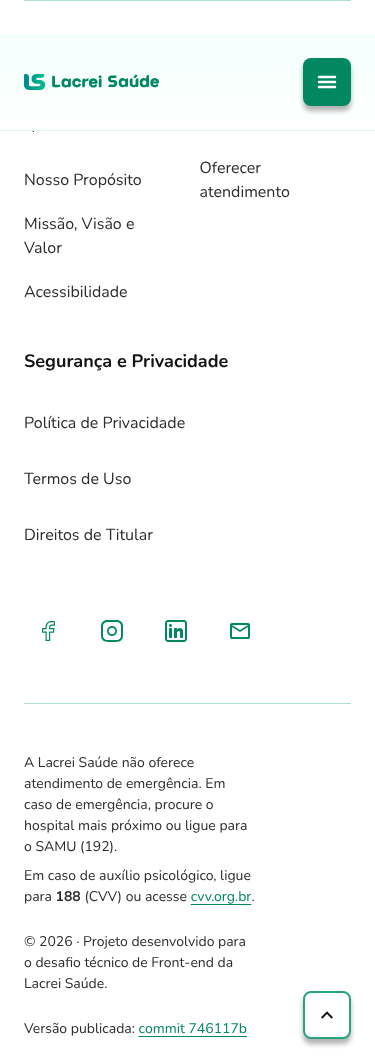 Lacrei Saúde
Nosso Propósito
Missão, Visão e
Valor
Acessibilidade
Oferecer
atendimento
Segurança e Privacidade
Política de Privacidade
Termos de Uso
Direitos de Titular
A Lacrei Saúde não oferece
atendimento de emergência. Em
caso de emergência, procure o
hospital mais próximo ou ligue para
o SAMU (192).
Em caso de auxílio psicológico, ligue
para 188 (CVV) ou acesse cvv.org.br.
© 2026 · Projeto desenvolvido para
o desafio técnico de Front-end da
Lacrei Saúde.
Versão publicada: commit 746117b